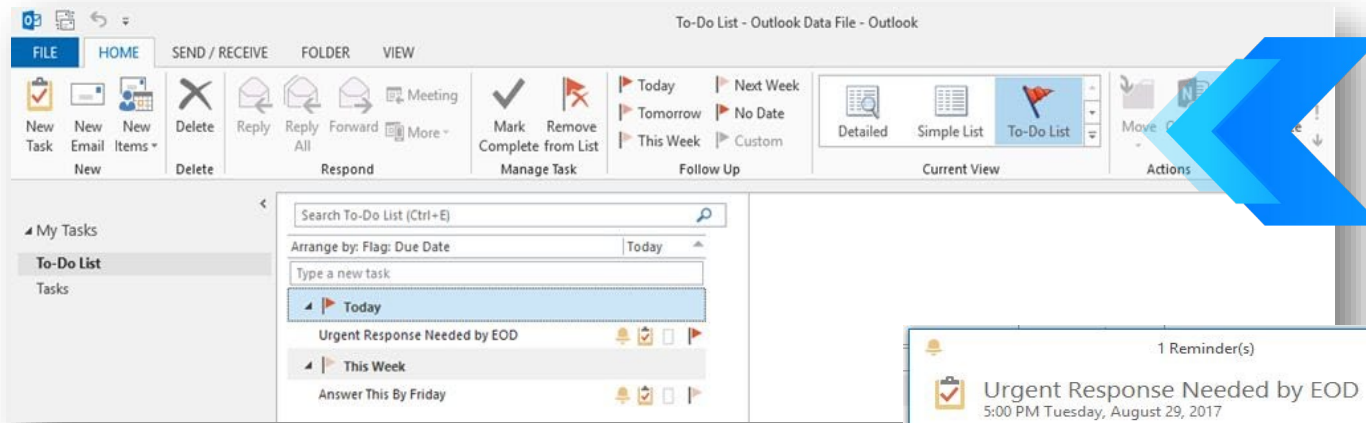 To-Do List - Outlook Data File - Outlook
FILE HOME SEND / RECEIVE FOLDER VIEW
New Task New Email New Items Delete Reply Reply All Forward Meeting More Mark Complete Remove from List Today Tomorrow This Week Next Week No Date Custom Detailed Simple List To-Do List Move
New Delete Respond Manage Task Follow Up Current View Actions
Search To-Do List (Ctrl+E)
My Tasks
Arrange by: Flag: Due Date Today
To-Do List
Type a new task
Tasks
Today
Urgent Response Needed by EOD
This Week
Answer This By Friday
1 Reminder(s)
Urgent Response Needed by EOD
5:00 PM Tuesday, August 29, 2017